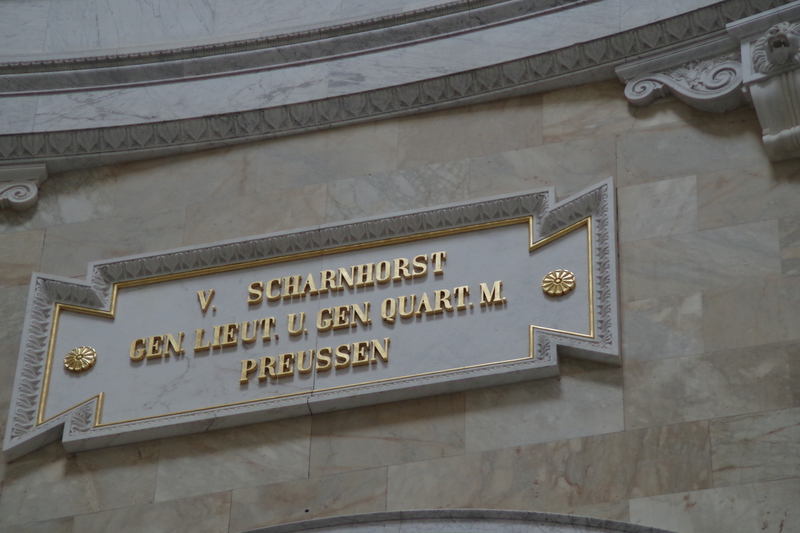 V. SCHARNHORST
GEN. LIEUT. U. GEN. QUART. M.
PREUSSEN